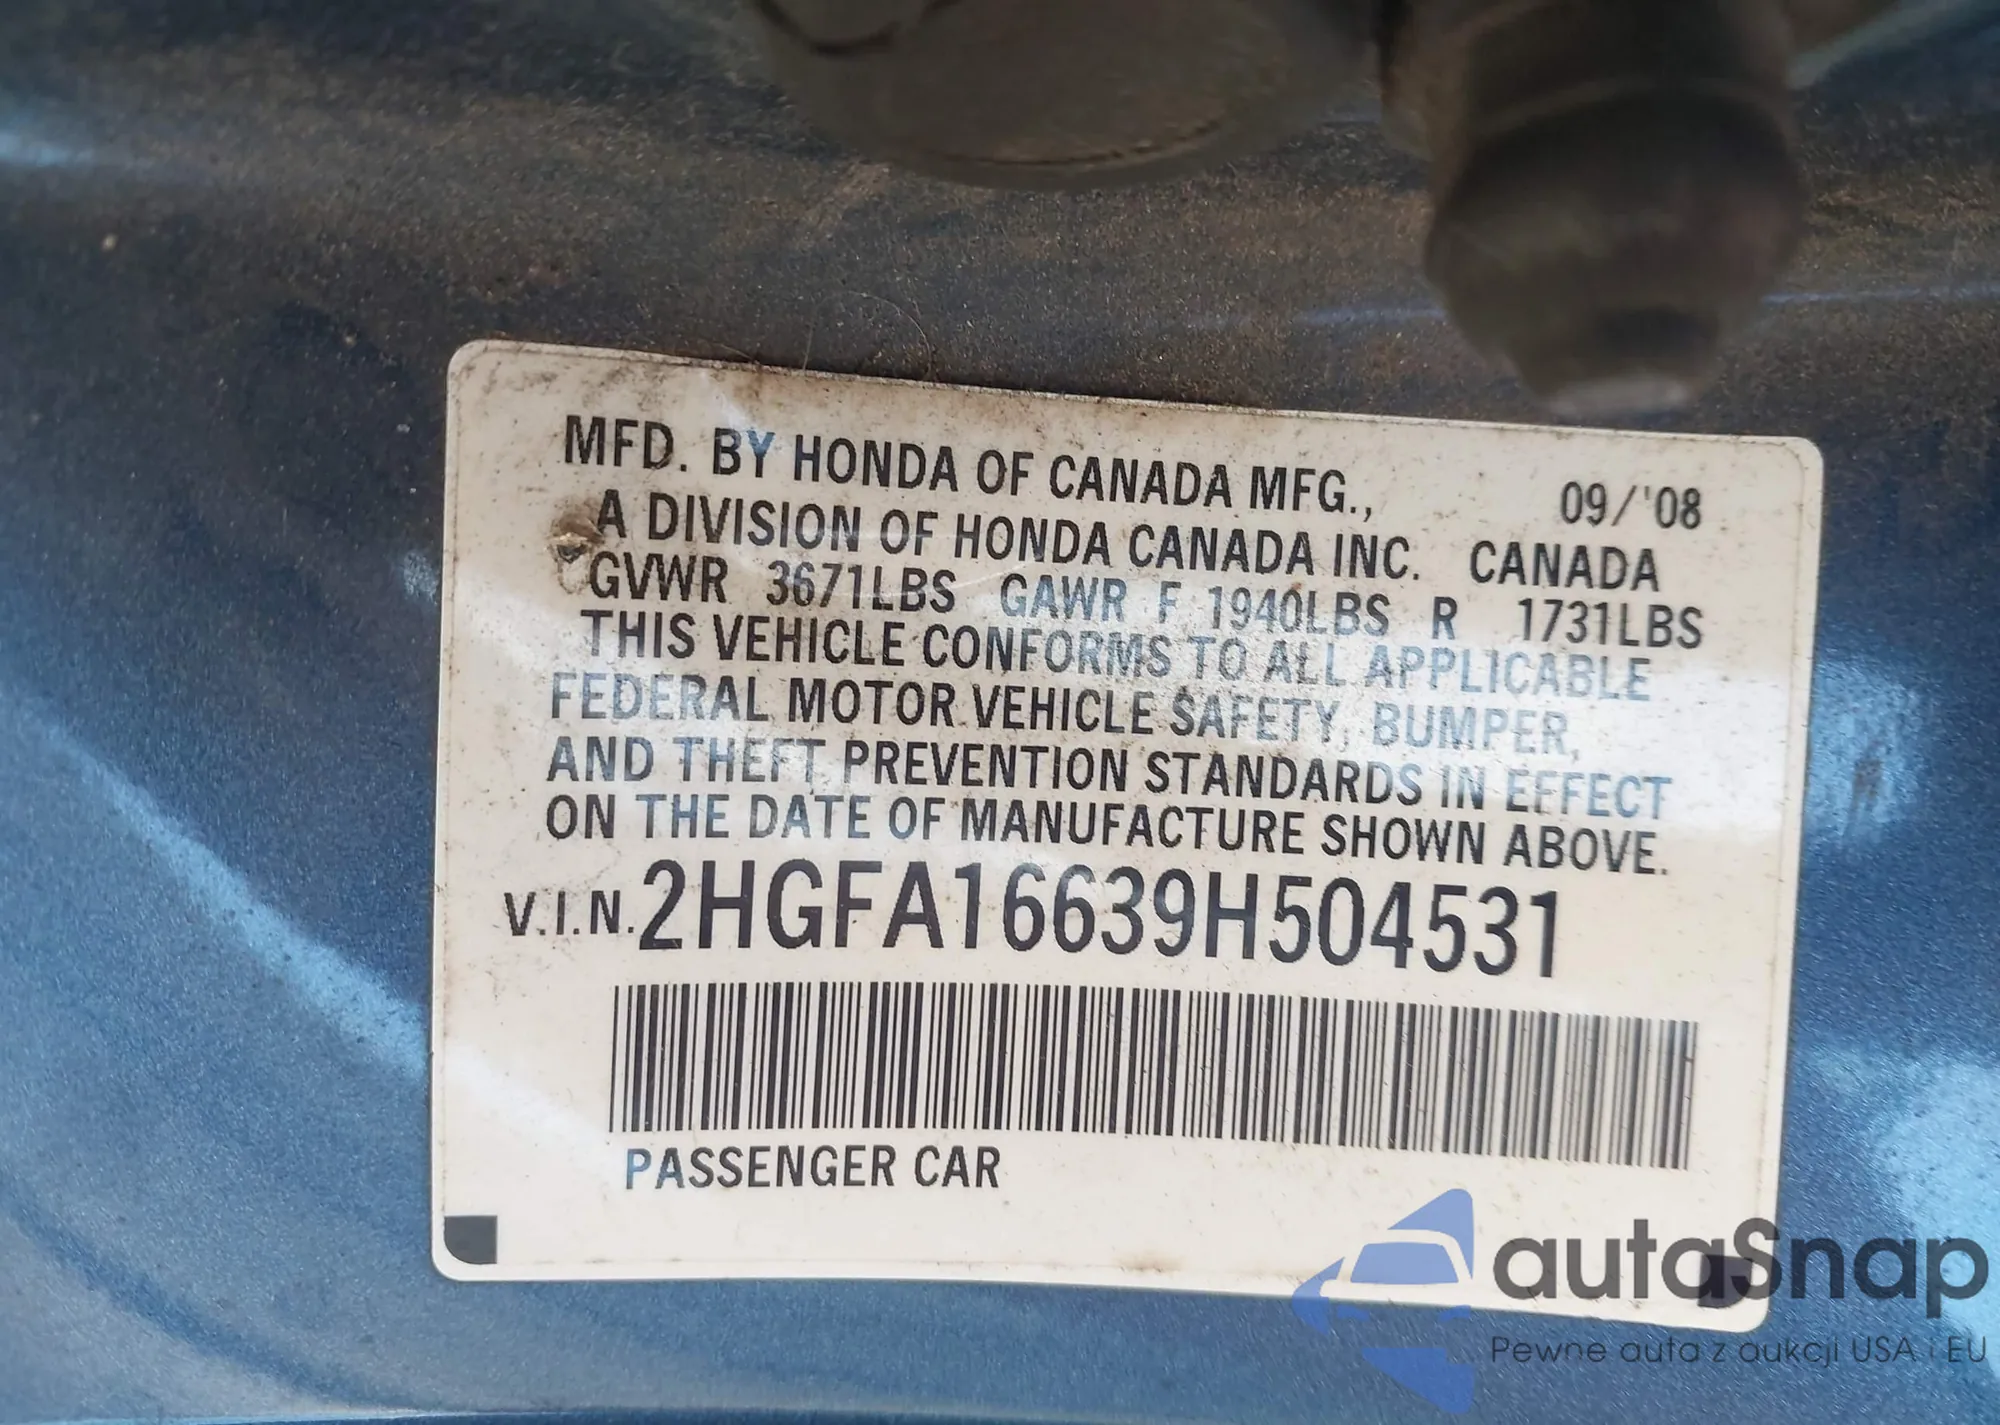 MFD. BY HONDA OF CANADA MFG., 09/'08
A DIVISION OF HONDA CANADA INC. CANADA
GVWR 3671LBS GAWR F 1940LBS R 1731LBS
THIS VEHICLE CONFORMS TO ALL APPLICABLE
FEDERAL MOTOR VEHICLE SAFETY, BUMPER,
AND THEFT PREVENTION STANDARDS IN EFFECT
ON THE DATE OF MANUFACTURE SHOWN ABOVE.
V.I.N. 2HGFA16639H504531
PASSENGER CAR
autaSnap
Pewne auta z aukcji USA i EU